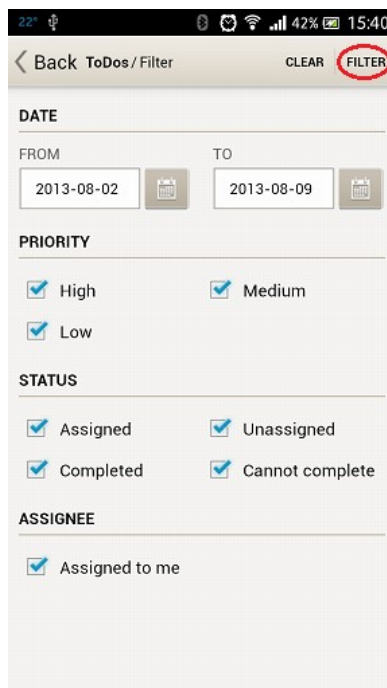 22° 42% 15:40
Back ToDos / Filter CLEAR FILTER
DATE
FROM TO
2013-08-02 2013-08-09
PRIORITY
High Medium
Low
STATUS
Assigned Unassigned
Completed Cannot complete
ASSIGNEE
Assigned to me